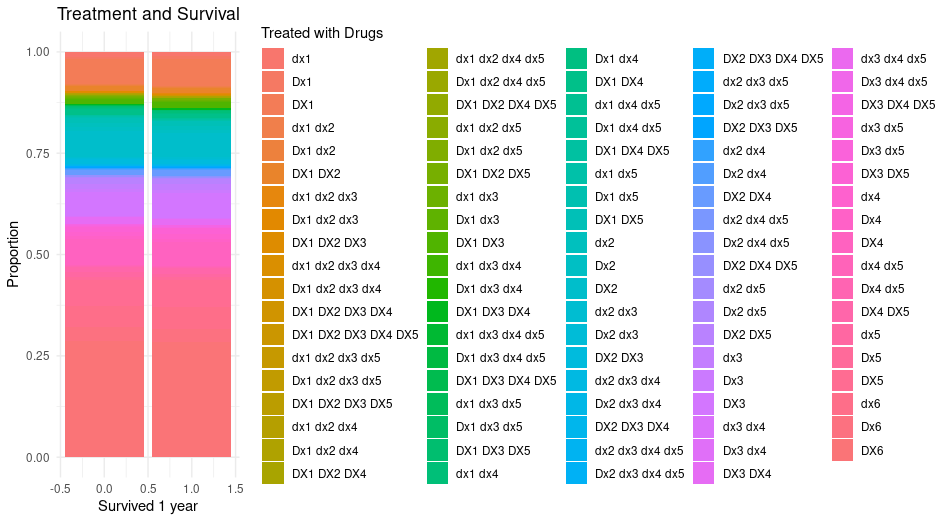 Treatment and Survival
Proportion
1.00
0.75
0.50
0.25
0.00
-0.5 0.0 0.5 1.0 1.5
Survived 1 year
Treated with Drugs
dx1
Dx1
DX1
dx1 dx2
Dx1 dx2
DX1 DX2
dx1 dx2 dx3
Dx1 dx2 dx3
DX1 DX2 DX3
dx1 dx2 dx3 dx4
Dx1 dx2 dx3 dx4
DX1 DX2 DX3 DX4
DX1 DX2 DX3 DX4 DX5
dx1 dx2 dx3 dx5
Dx1 dx2 dx3 dx5
DX1 DX2 DX3 DX5
dx1 dx2 dx4
Dx1 dx2 dx4
DX1 DX2 DX4
dx1 dx2 dx4 dx5
Dx1 dx2 dx4 dx5
DX1 DX2 DX4 DX5
dx1 dx2 dx5
Dx1 dx2 dx5
DX1 DX2 DX5
dx1 dx3
Dx1 dx3
DX1 DX3
dx1 dx3 dx4
Dx1 dx3 dx4
DX1 DX3 DX4
dx1 dx3 dx4 dx5
Dx1 dx3 dx4 dx5
DX1 DX3 DX4 DX5
dx1 dx3 dx5
Dx1 dx3 dx5
DX1 DX3 DX5
dx1 dx4
Dx1 dx4
DX1 DX4
dx1 dx4 dx5
Dx1 dx4 dx5
DX1 DX4 DX5
dx1 dx5
Dx1 dx5
DX1 DX5
dx2
Dx2
DX2
dx2 dx3
Dx2 dx3
DX2 DX3
dx2 dx3 dx4
Dx2 dx3 dx4
DX2 DX3 DX4
dx2 dx3 dx4 dx5
Dx2 dx3 dx4 dx5
DX2 DX3 DX4 DX5
dx2 dx3 dx5
Dx2 dx3 dx5
DX2 DX3 DX5
dx2 dx4
Dx2 dx4
DX2 DX4
dx2 dx4 dx5
Dx2 dx4 dx5
DX2 DX4 DX5
dx2 dx5
Dx2 dx5
DX2 DX5
dx3
Dx3
DX3
dx3 dx4
Dx3 dx4
DX3 DX4
dx3 dx4 dx5
Dx3 dx4 dx5
DX3 DX4 DX5
dx3 dx5
Dx3 dx5
DX3 DX5
dx4
Dx4
DX4
dx4 dx5
Dx4 dx5
DX4 DX5
dx5
Dx5
DX5
dx6
Dx6
DX6